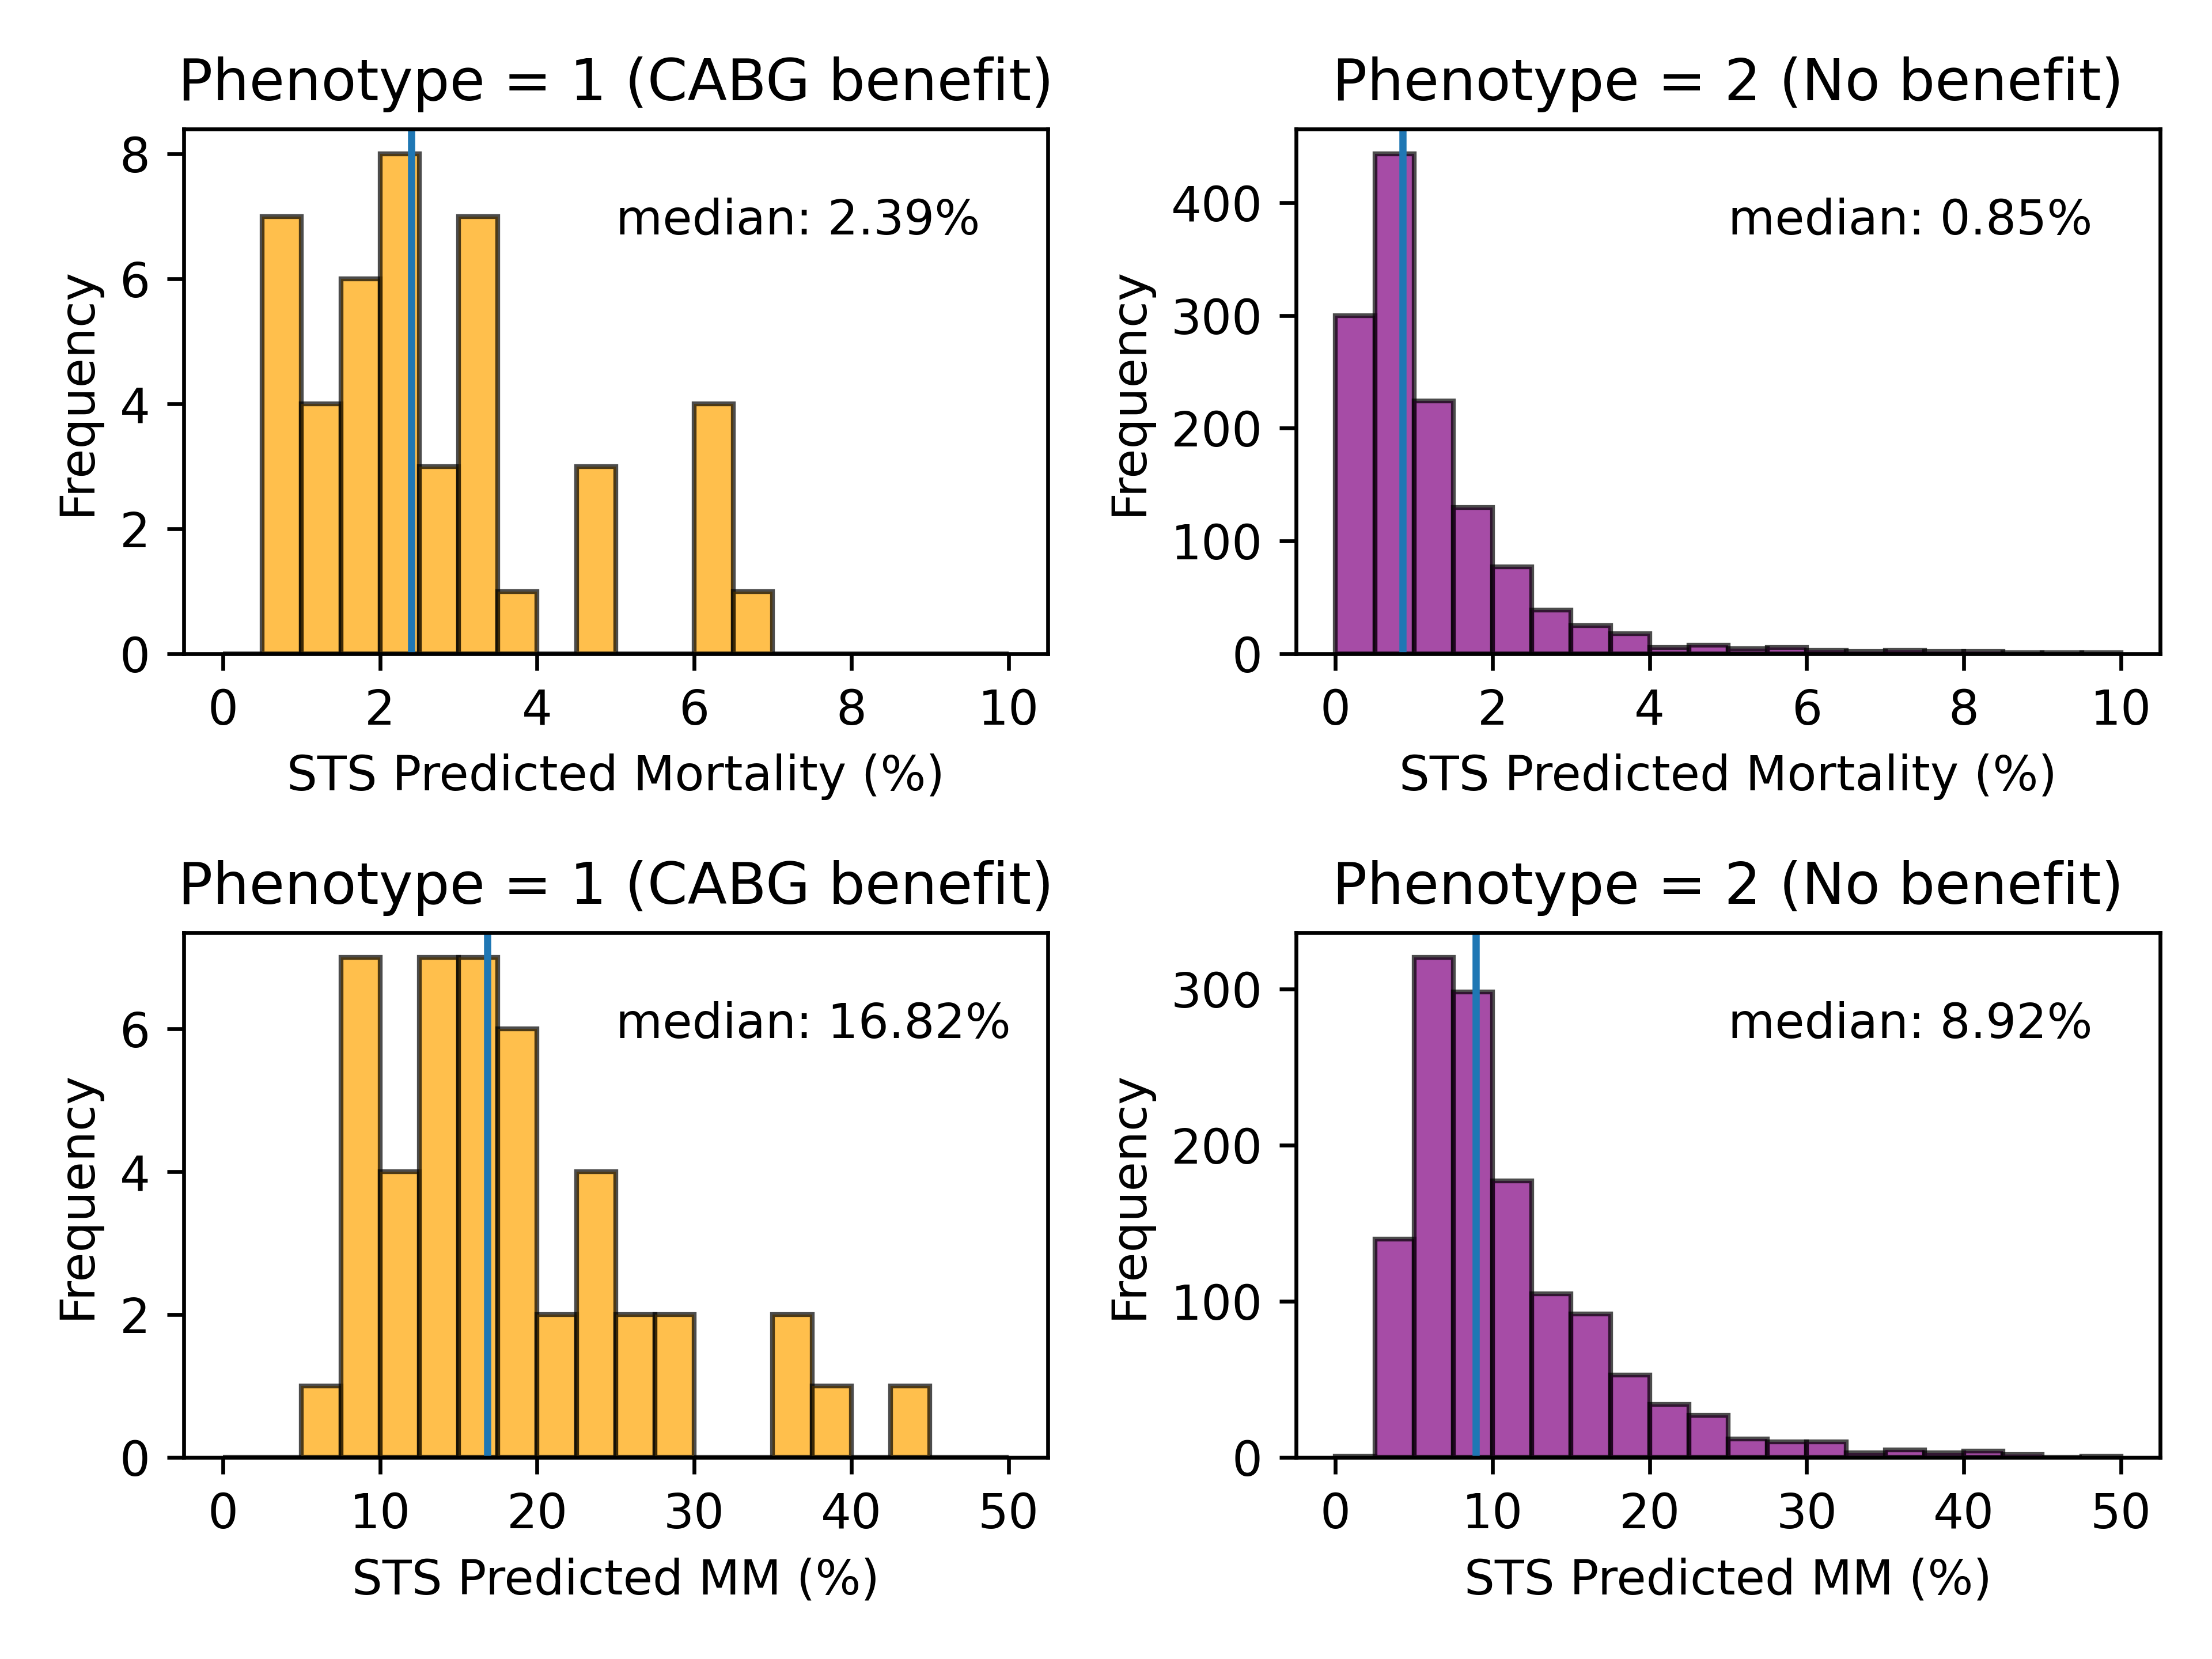 Phenotype = 1 (CABG benefit)
8
6
4
2
0
Frequency
median: 2.39%
0 2 4 6 8 10
STS Predicted Mortality (%)
Phenotype = 2 (No benefit)
400
300
200
100
0
Frequency
median: 0.85%
0 2 4 6 8 10
STS Predicted Mortality (%)
Phenotype = 1 (CABG benefit)
6
4
2
0
Frequency
median: 16.82%
0 10 20 30 40 50
STS Predicted MM (%)
Phenotype = 2 (No benefit)
300
200
100
0
Frequency
median: 8.92%
0 10 20 30 40 50
STS Predicted MM (%)